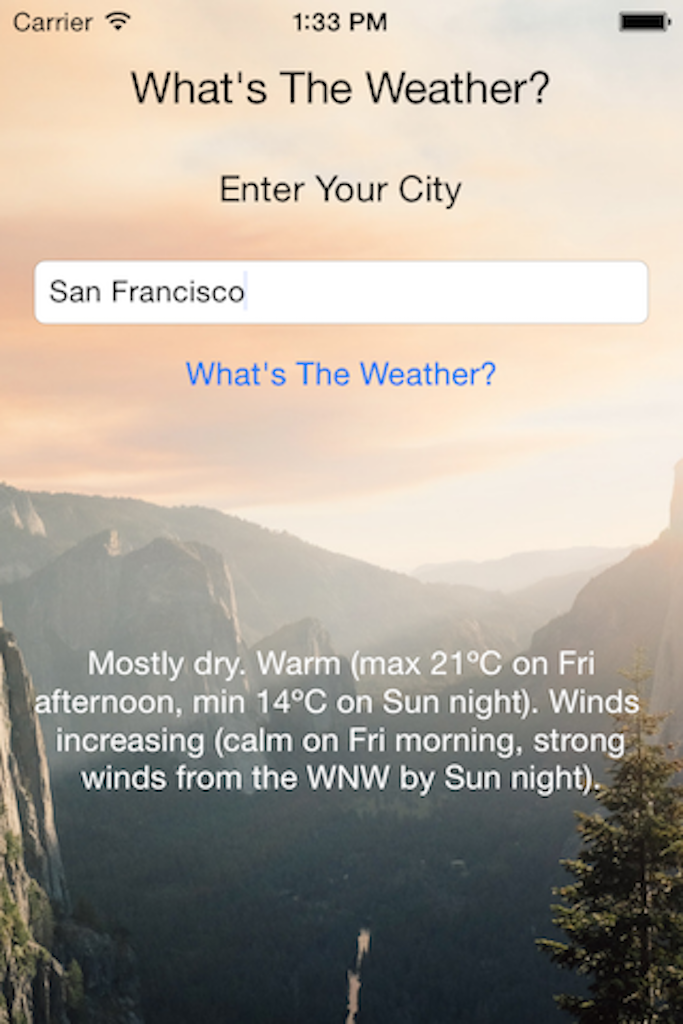 Carrier 1:33 PM
What's The Weather?
Enter Your City
San Francisco
What's The Weather?
Mostly dry. Warm (max 21ºC on Fri
afternoon, min 14ºC on Sun night). Winds
increasing (calm on Fri morning, strong
winds from the WNW by Sun night).